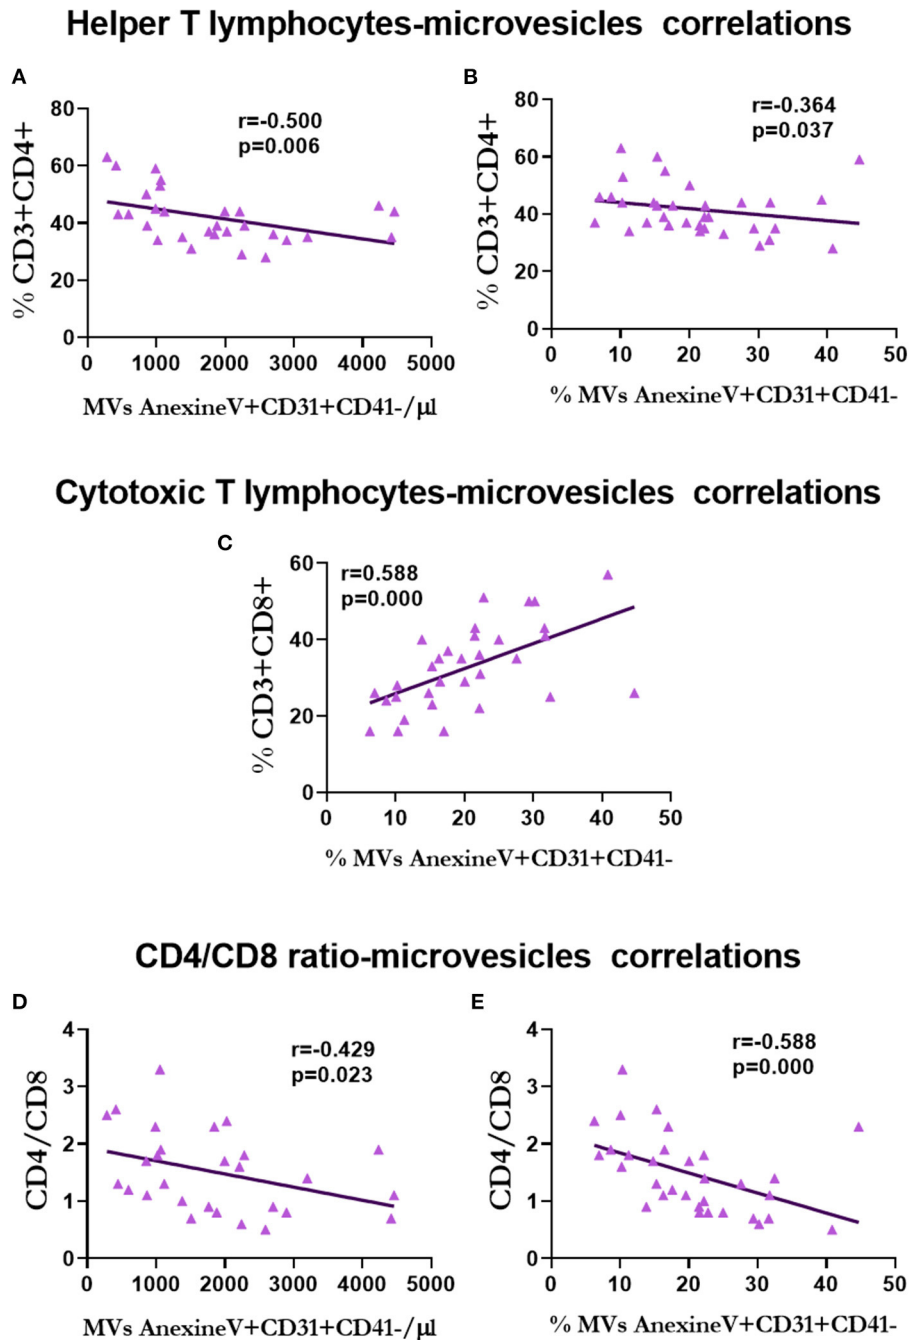 Helper T lymphocytes-microvesicles correlations
A
B
r=-0.500
p=0.006
80
60
40
20
0
% CD3+CD4+
0 1000 2000 3000 4000 5000
MVs AnexineV+CD31+CD41-/µl
r=-0.364
p=0.037
80
60
40
20
0
% CD3+CD4+
0 10 20 30 40 50
% MVs AnexineV+CD31+CD41-
Cytotoxic T lymphocytes-microvesicles correlations
C
r=0.588
p=0.000
60
40
20
0
% CD3+CD8+
0 10 20 30 40 50
% MVs AnexineV+CD31+CD41-
CD4/CD8 ratio-microvesicles correlations
D
E
r=-0.429
p=0.023
4
3
2
1
0
CD4/CD8
0 1000 2000 3000 4000 5000
MVs AnexineV+CD31+CD41-/µl
r=-0.588
p=0.000
4
3
2
1
0
CD4/CD8
0 10 20 30 40 50
% MVs AnexineV+CD31+CD41-